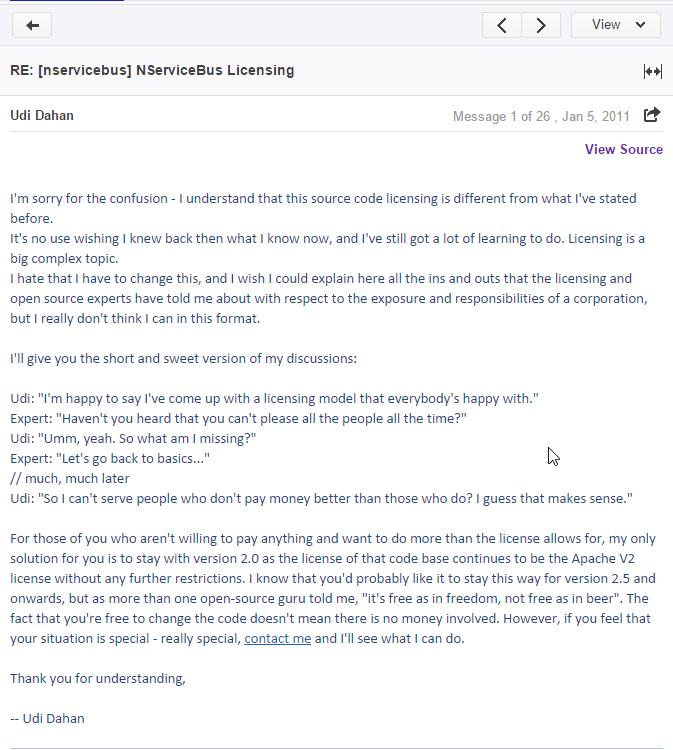 View
RE: [nservicebus] NServiceBus Licensing
Udi Dahan
Message 1 of 26 , Jan 5, 2011
View Source
I'm sorry for the confusion - I understand that this source code licensing is different from what I've stated
before.
It's no use wishing I knew back then what I know now, and I've still got a lot of learning to do. Licensing is a
big complex topic.
I hate that I have to change this, and I wish I could explain here all the ins and outs that the licensing and
open source experts have told me about with respect to the exposure and responsibilities of a corporation,
but I really don't think I can in this format.
I'll give you the short and sweet version of my discussions:
Udi: "I'm happy to say I've come up with a licensing model that everybody's happy with."
Expert: "Haven't you heard that you can't please all the people all the time?"
Udi: "Umm, yeah. So what am I missing?"
Expert: "Let's go back to basics..."
// much, much later
Udi: "So I can't serve people who don't pay money better than those who do? I guess that makes sense."
For those of you who aren't willing to pay anything and want to do more than the license allows for, my only
solution for you is to stay with version 2.0 as the license of that code base continues to be the Apache V2
license without any further restrictions. I know that you'd probably like it to stay this way for version 2.5 and
onwards, but as more than one open-source guru told me, "it's free as in freedom, not free as in beer". The
fact that you're free to change the code doesn't mean there is no money involved. However, if you feel that
your situation is special - really special, contact me and I'll see what I can do.
Thank you for understanding,
-- Udi Dahan